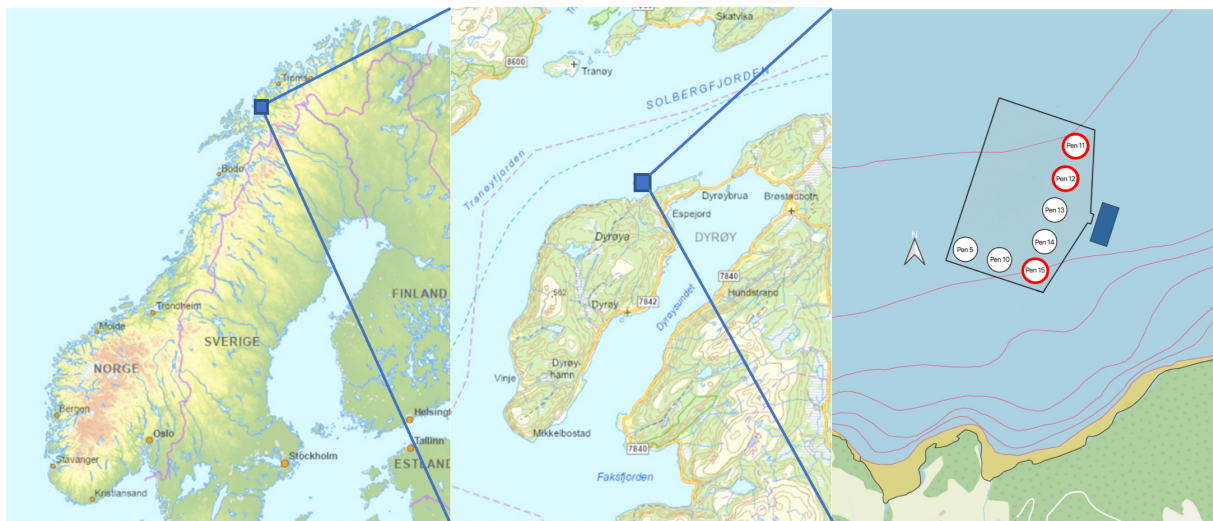 Tromsø
Bodø
Trondheim
Molde
FINLAND
SVERIGE
NORGE
Bergen
Oslo
Helsing
Tallinn
Stockholm
ESTLAND
Stavanger
Kristiansand
Skatvika
8600
Tranøy
SOLBERGFJORDEN
Tranøyfjorden
Dyrøybrua
Brøstadbotn
Espejord
Dyrøya
DYRØY
7840
562
Hundstrand
Dyrøy
7842
Dyrøysundet
Dyrøy-
hamn
Vinje
Mikkelbostad
7840
Faksfjorden
Pen 11
Pen 12
Pen 13
Pen 14
Pen 5
Pen 10
Pen 15
N